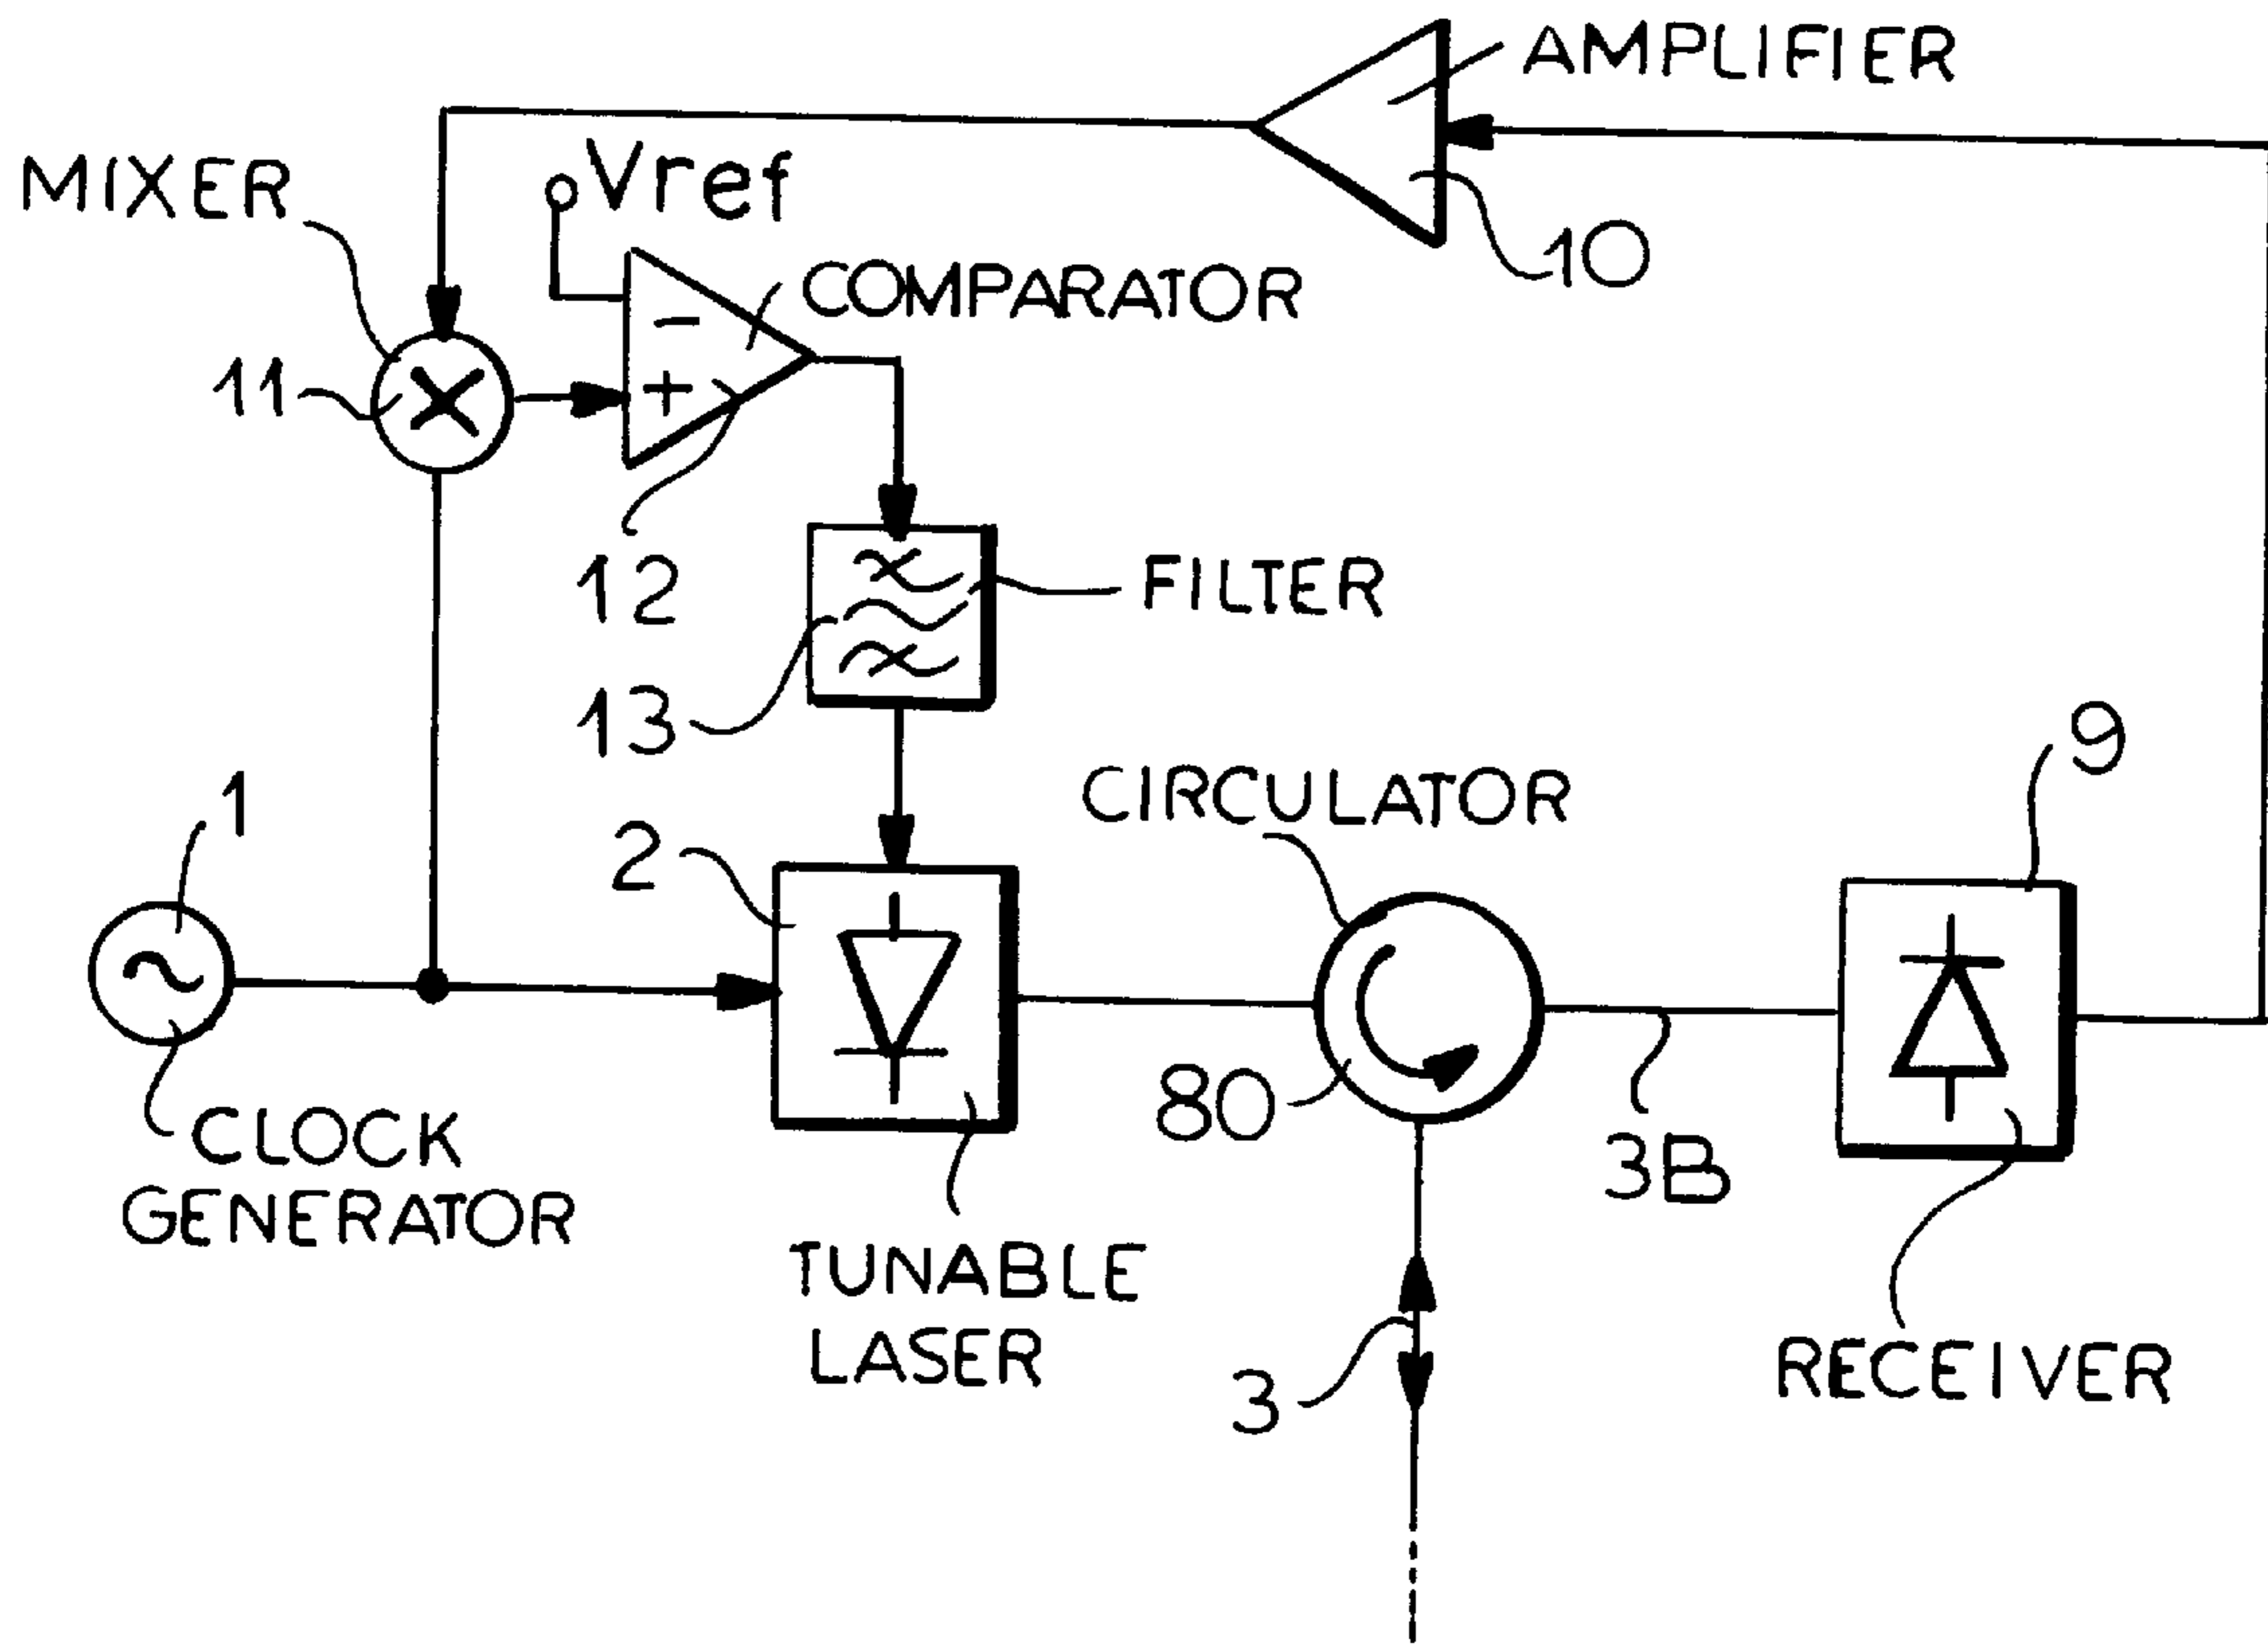 AMPLIFIER
MIXER
Vref
10
COMPARATOR
-
11
+
12
FILTER
13
9
CIRCULATOR
1
2
80
CLOCK
GENERATOR
3B
TUNABLE
LASER
3
RECEIVER